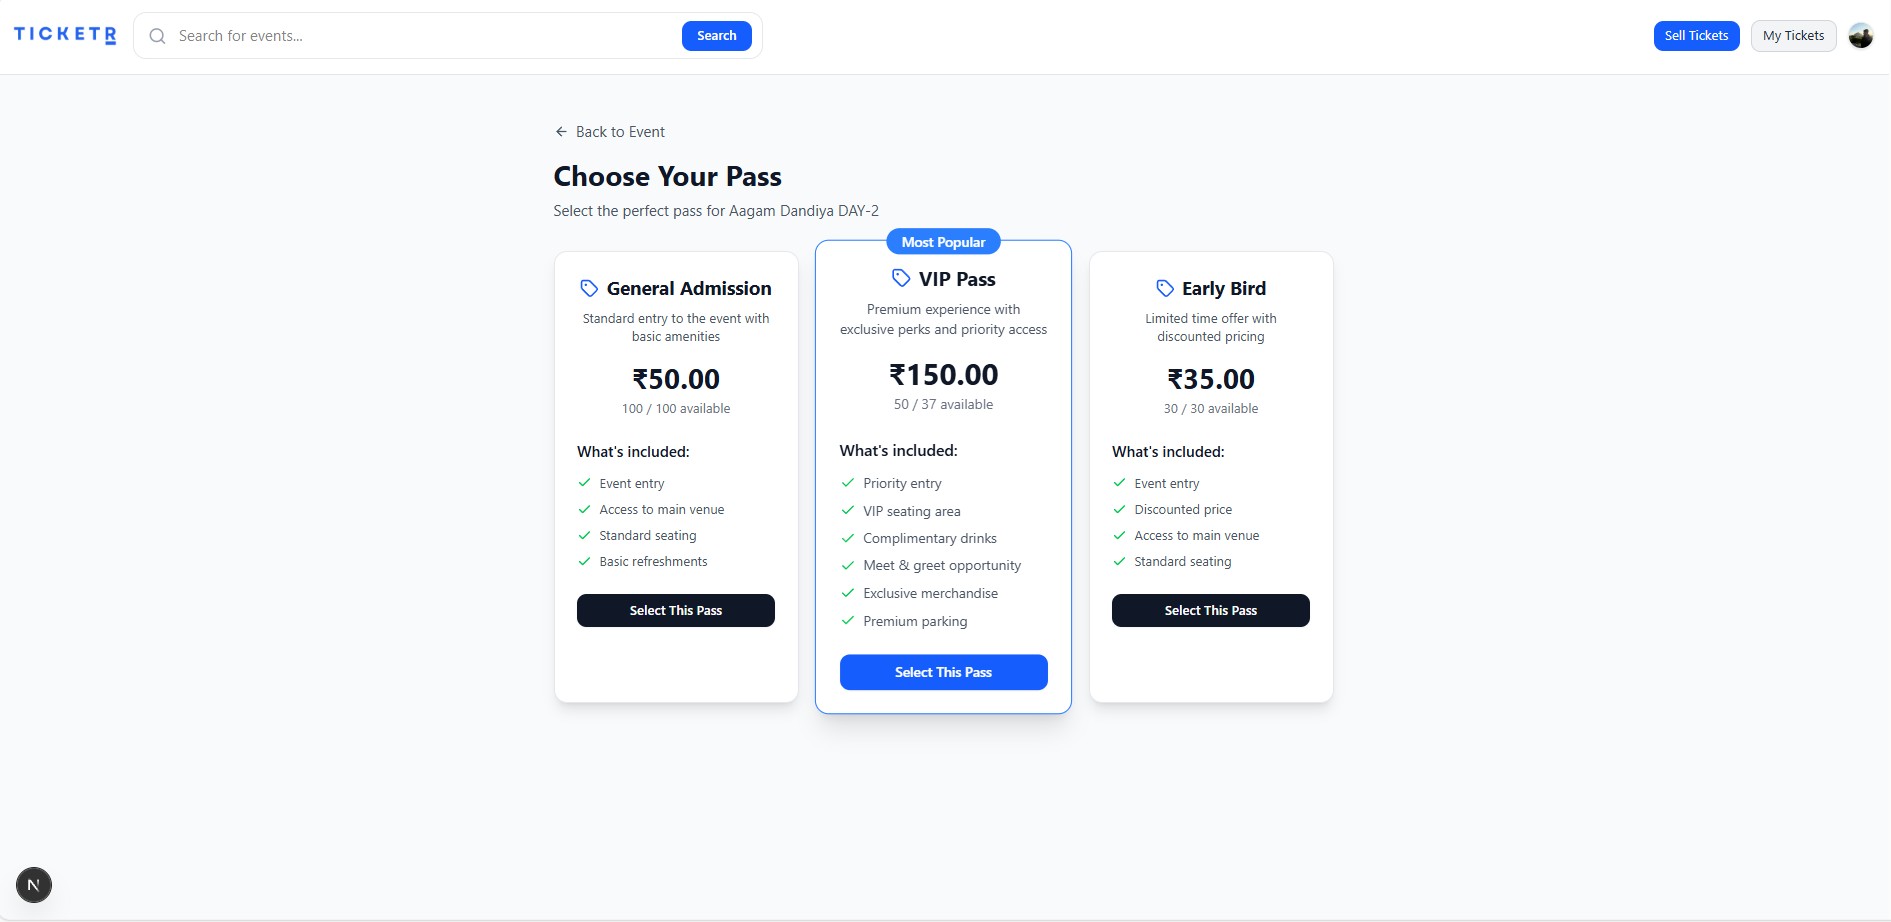 TICKETR
Search for events...
Search
Sell Tickets
My Tickets
Back to Event
Choose Your Pass
Select the perfect pass for Aagam Dandiya DAY-2
General Admission
Standard entry to the event with
basic amenities
₹50.00
100 / 100 available
What's included:
Event entry
Access to main venue
Standard seating
Basic refreshments
Select This Pass
Most Popular
VIP Pass
Premium experience with
exclusive perks and priority access
₹150.00
50 / 37 available
What's included:
Priority entry
VIP seating area
Complimentary drinks
Meet & greet opportunity
Exclusive merchandise
Premium parking
Select This Pass
Early Bird
Limited time offer with
discounted pricing
₹35.00
30 / 30 available
What's included:
Event entry
Discounted price
Access to main venue
Standard seating
Select This Pass
N